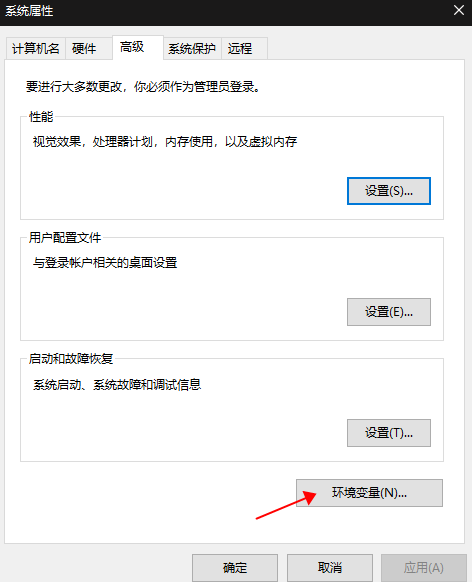 系统属性
计算机名 硬件 高级 系统保护 远程
要进行大多数更改，你必须作为管理员登录。
性能
视觉效果，处理器计划，内存使用，以及虚拟内存
设置(S)...
用户配置文件
与登录帐户相关的桌面设置
设置(E)...
启动和故障恢复
系统启动、系统故障和调试信息
设置(T)...
环境变量(N)...
确定 取消 应用(A)